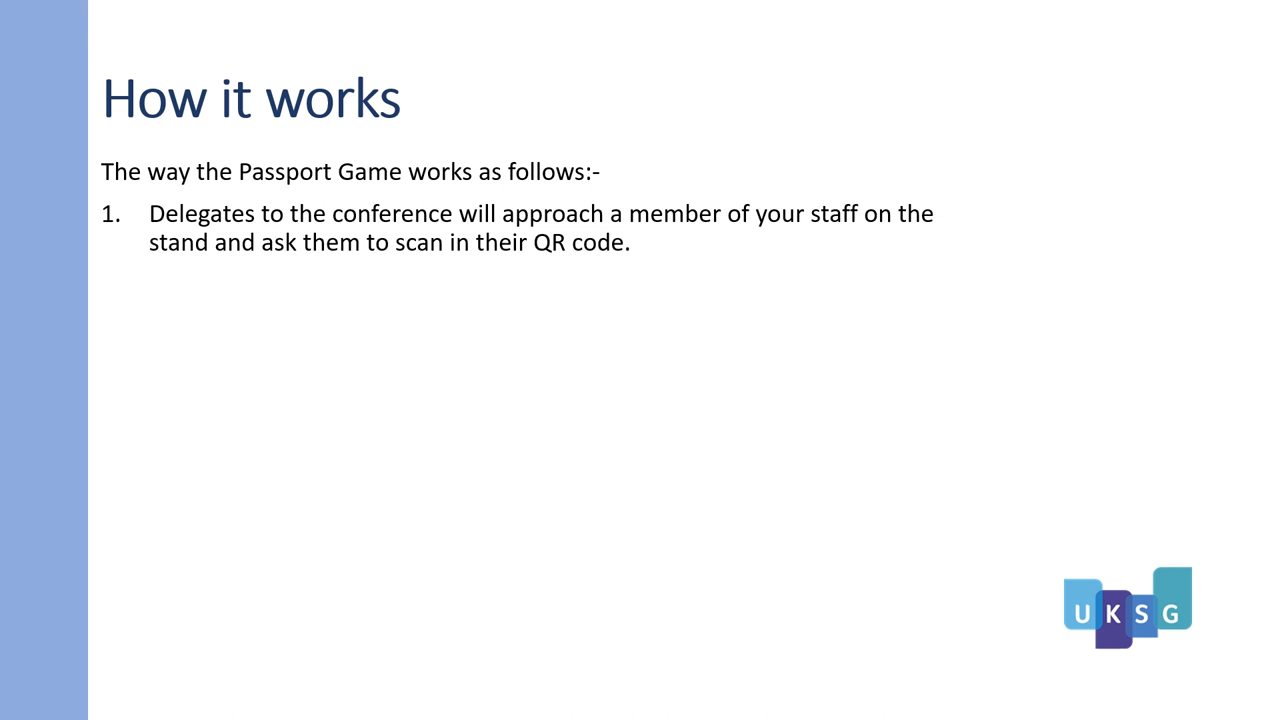 How it works
The way the Passport Game works as follows:-
1. Delegates to the conference will approach a member of your staff on the
stand and ask them to scan in their QR code.
UKSG